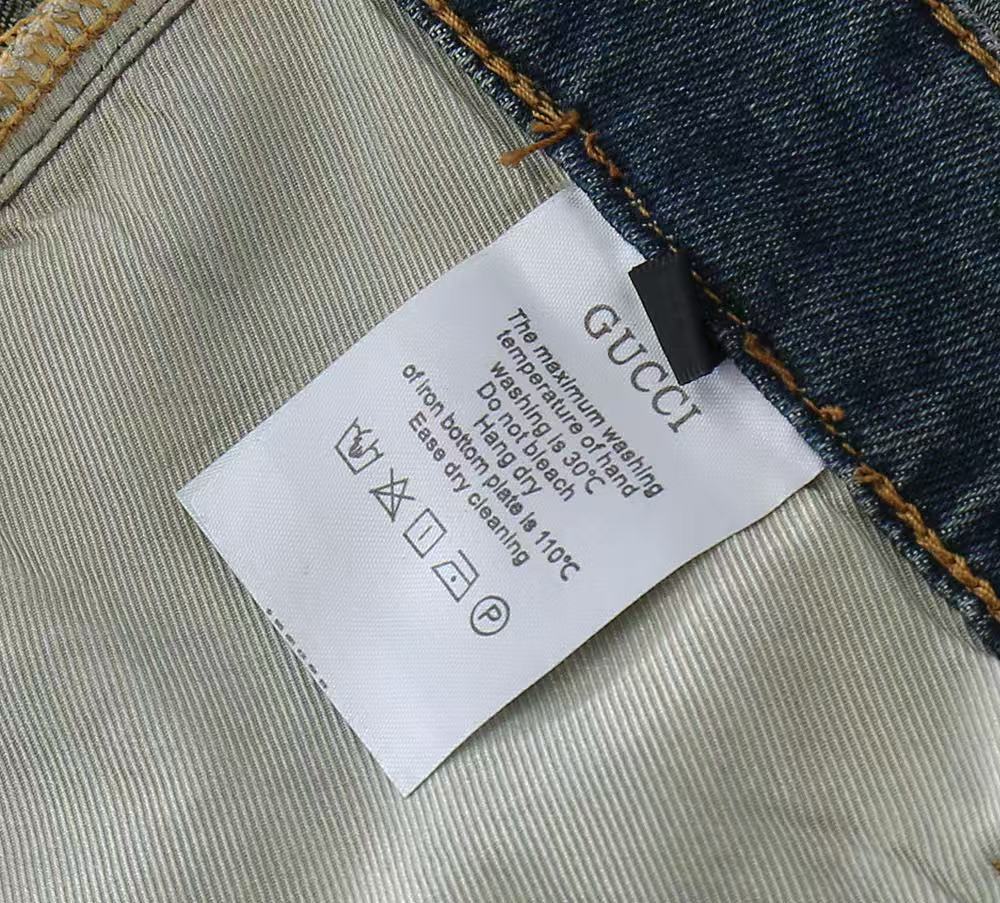 GUCCI
The maximum washing
temperature of hand
washing is 30℃
Do not bleach
Hang dry
of iron bottom plate is 110℃
Ease dry cleaning
P